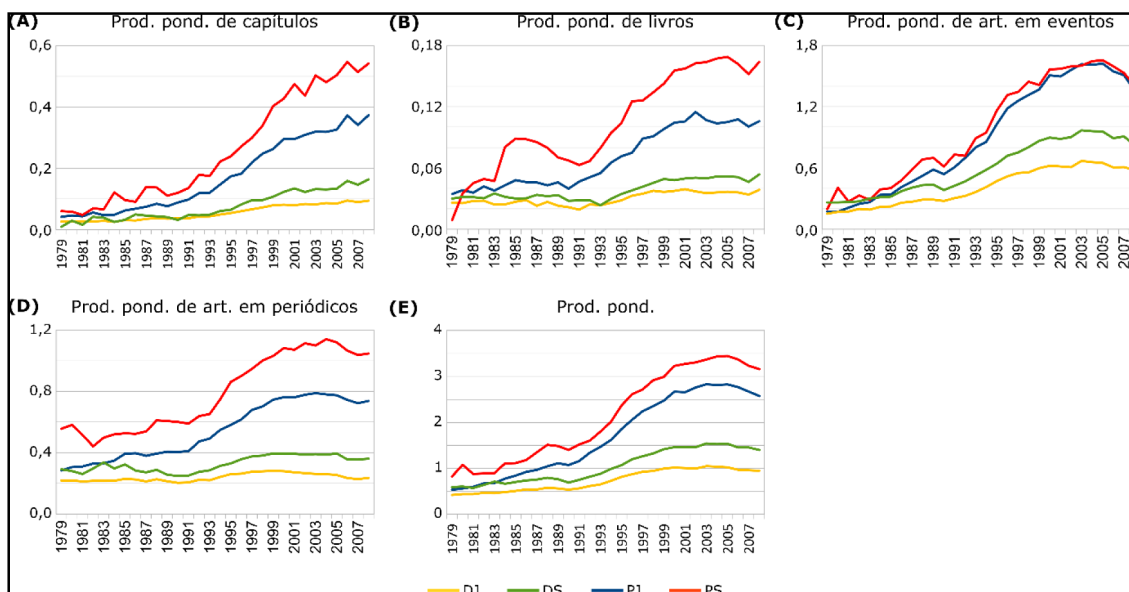 (A) Prod. pond. de capitulos
0,6
0,4
0,2
0,0
1979 1981 1983 1985 1987 1989 1991 1993 1995 1997 1999 2001 2003 2005 2007
(B) Prod. pond. de livros
0,18
0,12
0,06
0,00
1979 1981 1983 1985 1987 1989 1991 1993 1995 1997 1999 2001 2003 2005 2007
(C) Prod. pond. de art. em eventos
1,8
1,2
0,6
0,0
1979 1981 1983 1985 1987 1989 1991 1993 1995 1997 1999 2001 2003 2005 2007
(D) Prod. pond. de art. em periódicos
1,2
0,8
0,4
0,0
1979 1981 1983 1985 1987 1989 1991 1993 1995 1997 1999 2001 2003 2005 2007
(E) Prod. pond.
4
3
2
1
0
1979 1981 1983 1985 1987 1989 1991 1993 1995 1997 1999 2001 2003 2005 2007
D1 DS P1 PS